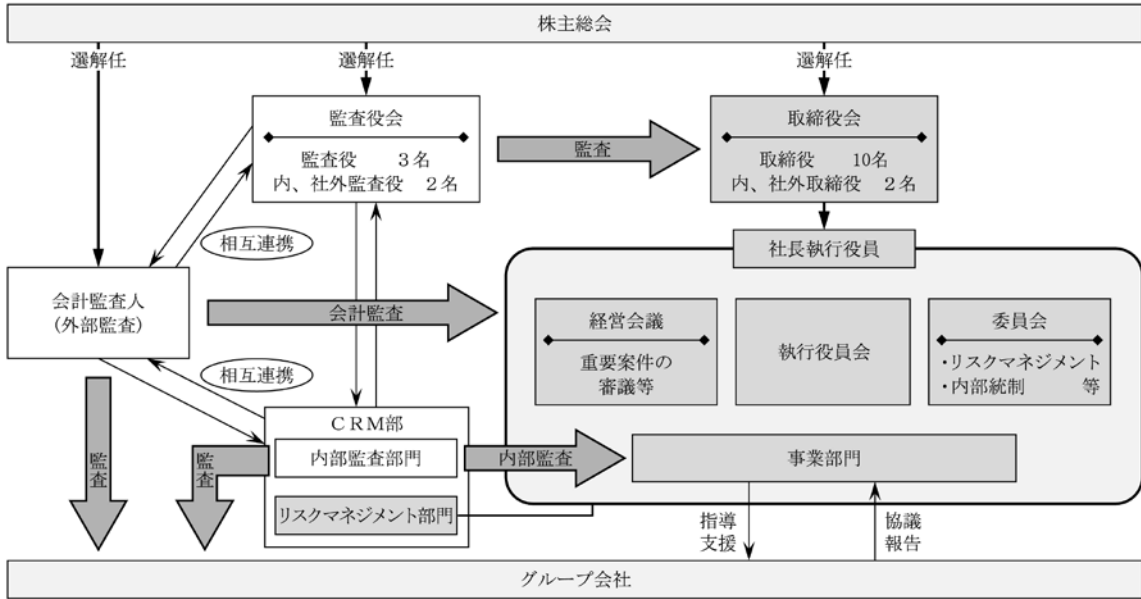 株主総会
選解任
選解任
選解任
監査役会
監査役　3名
内、社外監査役　2名
監査
取締役会
取締役　10名
内、社外取締役　2名
相互連携
社長執行役員
会計監査人
(外部監査)
会計監査
経営会議
重要案件の
審議等
執行役員会
委員会
・リスクマネジメント
・内部統制　等
相互連携
CRM部
内部監査部門
リスクマネジメント部門
監査
監査
内部監査
事業部門
指導
支援
協議
報告
グループ会社